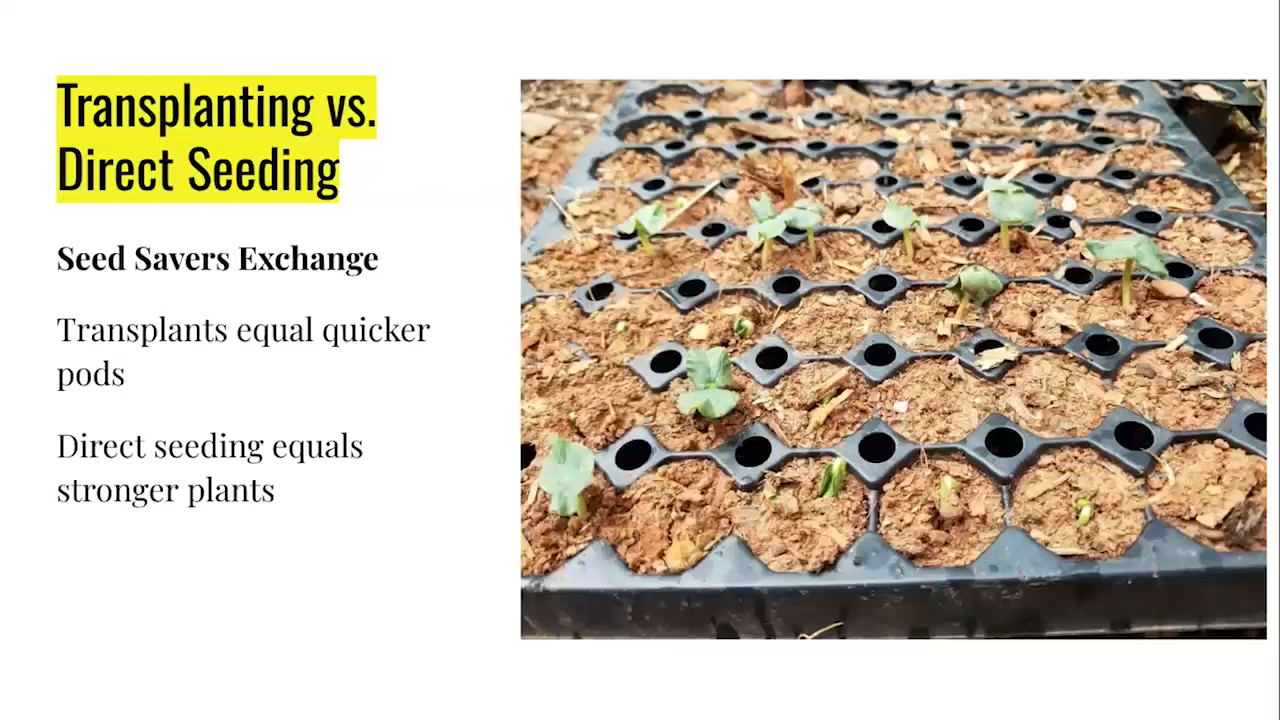 Transplanting vs.
Direct Seeding
Seed Savers Exchange
Transplants equal quicker
pods
Direct seeding equals
stronger plants